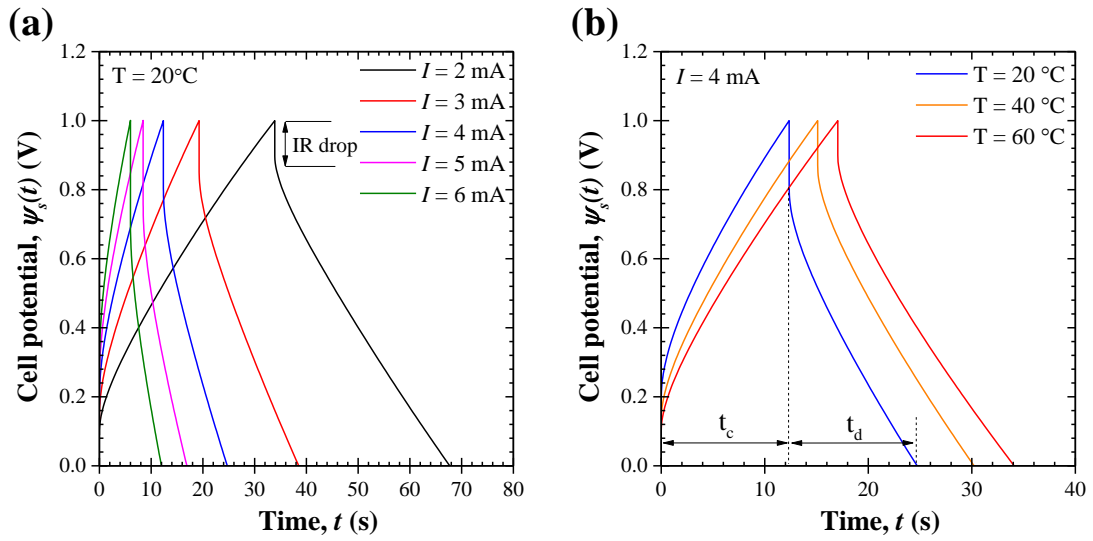 (a)
T = 20°C
I = 2 mA
I = 3 mA
I = 4 mA
I = 5 mA
I = 6 mA
IR drop
Cell potential, ψs(t) (V)
1.2
1.0
0.8
0.6
0.4
0.2
0.0
0 10 20 30 40 50 60 70 80
Time, t (s)
(b)
I = 4 mA
T = 20 °C
T = 40 °C
T = 60 °C
Cell potential, ψs(t) (V)
1.2
1.0
0.8
0.6
0.4
0.2
0.0
tc
td
0 10 20 30 40
Time, t (s)